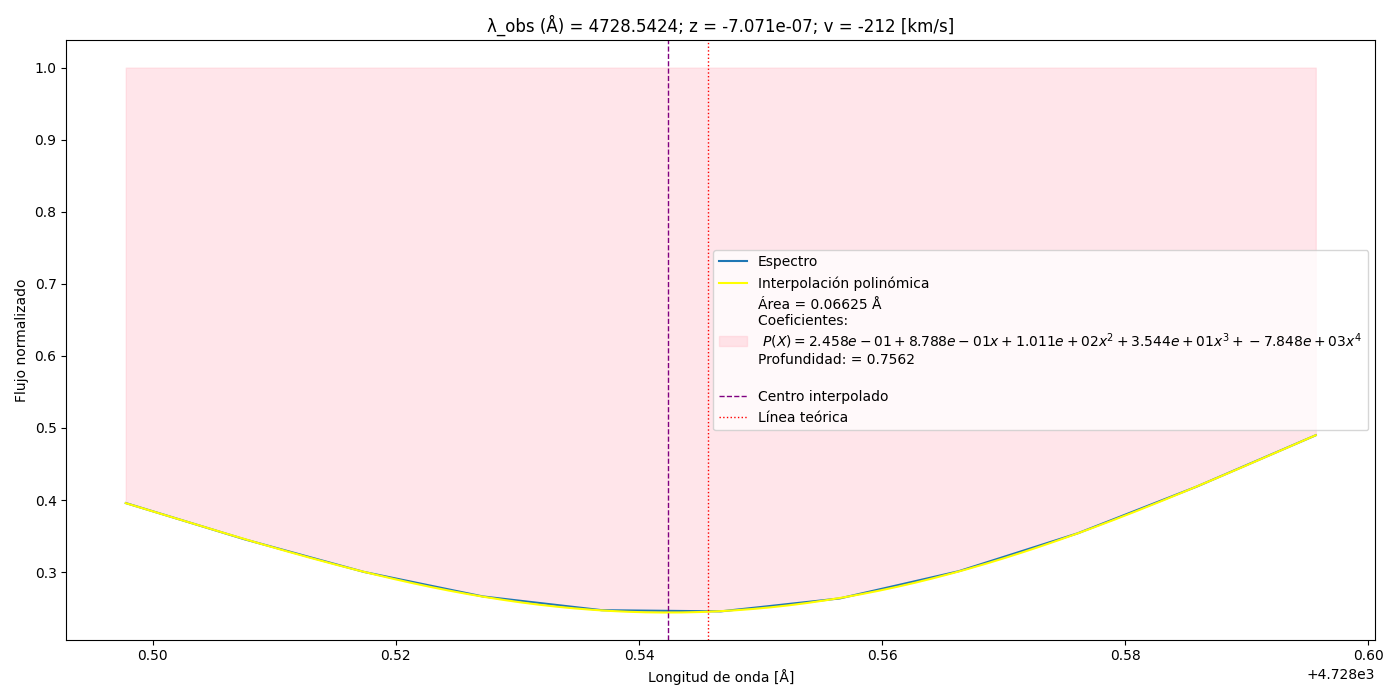 λ_obs (Å) = 4728.5424; z = -7.071e-07; v = -212 [km/s]
Flujo normalizado
1.0
0.9
0.8
0.7
0.6
0.5
0.4
0.3
Espectro
Interpolación polinómica
Área = 0.06625 Å
Coeficientes:
P(X) = 2.458e − 01 + 8.788e − 01x + 1.011e + 02x² + 3.544e + 01x³ + − 7.848e + 03x⁴
Profundidad: = 0.7562
Centro interpolado
Línea teórica
0.50 0.52 0.54 0.56 0.58 0.60
+4.728e3
Longitud de onda [Å]